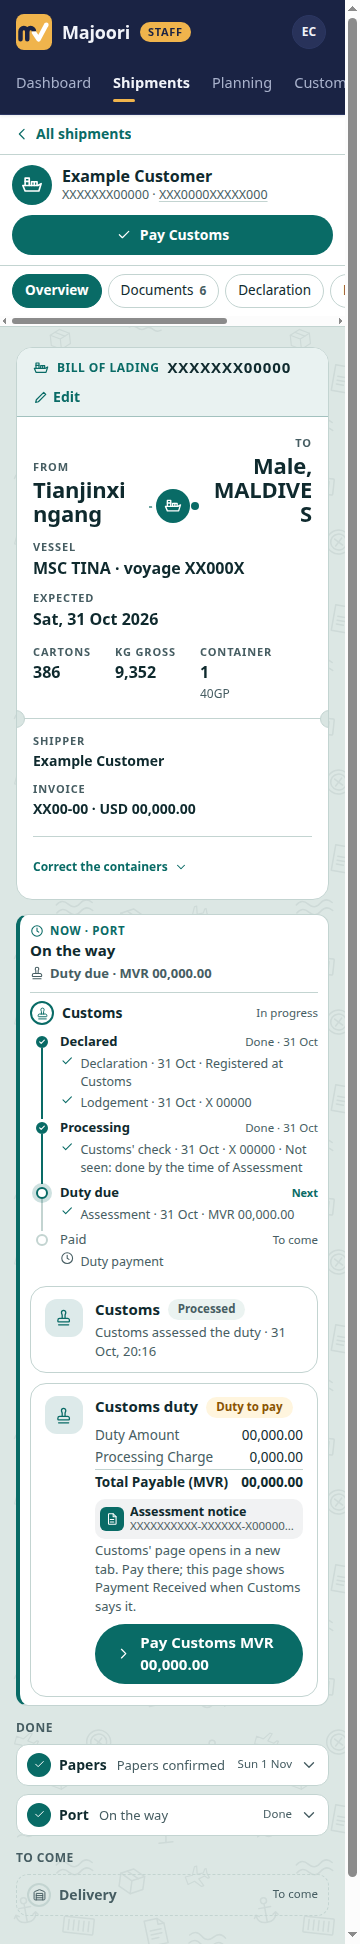 Majoori STAFF EC
Dashboard Shipments Planning Custom
All shipments
Example Customer
XXXXXXX00000 · XXX0000XXXXX000
Pay Customs
Overview Documents 6 Declaration
BILL OF LADING XXXXXXX00000
Edit
FROM
Tianjinxi
ngang
TO
Male,
MALDIVE
S
VESSEL
MSC TINA · voyage XX000X
EXPECTED
Sat, 31 Oct 2026
CARTONS KG GROSS CONTAINER
386 9,352 1
40GP
SHIPPER
Example Customer
INVOICE
XX00-00 · USD 00,000.00
Correct the containers
NOW · PORT
On the way
Duty due · MVR 00,000.00
Customs In progress
Declared Done · 31 Oct
Declaration · 31 Oct · Registered at
Customs
Lodgement · 31 Oct · X 00000
Processing Done · 31 Oct
Customs' check · 31 Oct · X 00000 · Not
seen: done by the time of Assessment
Duty due Next
Assessment · 31 Oct · MVR 00,000.00
Paid To come
Duty payment
Customs Processed
Customs assessed the duty · 31
Oct, 20:16
Customs duty Duty to pay
Duty Amount 00,000.00
Processing Charge 0,000.00
Total Payable (MVR) 00,000.00
Assessment notice
XXXXXXXXXX-XXXXXX-X00000...
Customs' page opens in a new
tab. Pay there; this page shows
Payment Received when Customs
says it.
Pay Customs MVR
00,000.00
DONE
Papers Papers confirmed Sun 1 Nov
Port On the way Done
TO COME
Delivery To come